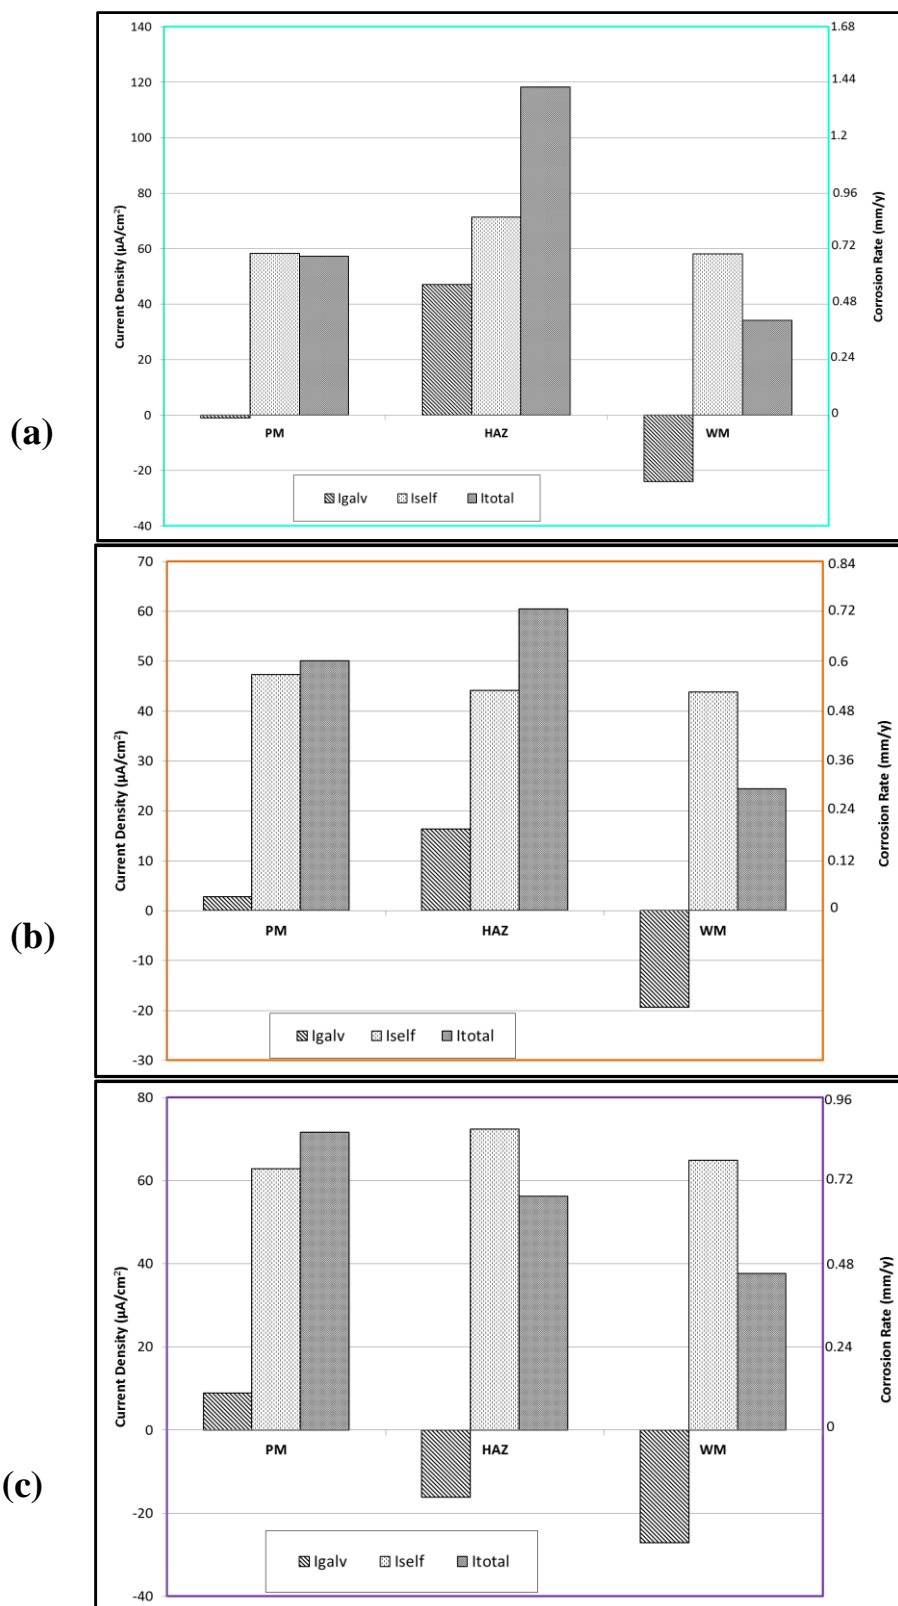 (a)
Current Density (µA/cm²)
140
120
100
80
60
40
20
0
-20
-40
PM
HAZ
WM
Igalv Iself Itotal
1.68
1.44
1.2
0.96
0.72
0.48
0.24
0
Corrosion Rate (mm/y)
(b)
Current Density (µA/cm²)
70
60
50
40
30
20
10
0
-10
-20
-30
PM
HAZ
WM
Igalv Iself Itotal
0.84
0.72
0.6
0.48
0.36
0.24
0.12
0
Corrosion Rate (mm/y)
(c)
Current Density (µA/cm²)
80
60
40
20
0
-20
-40
PM
HAZ
WM
Igalv Iself Itotal
0.96
0.72
0.48
0.24
0
Corrosion Rate (mm/y)